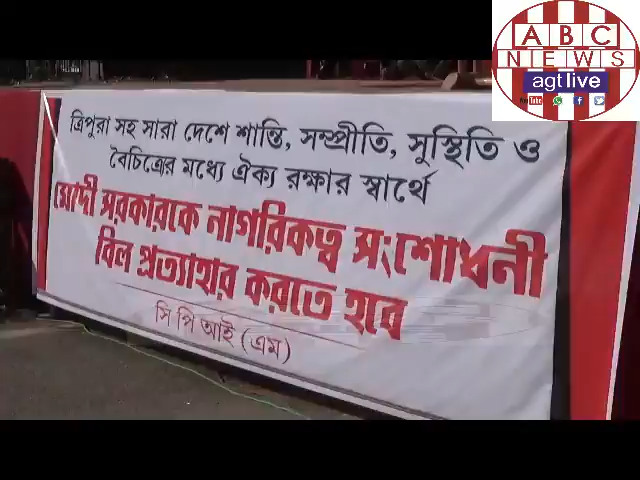 ABC
NEWS
agt live
ত্রিপুরা সহ সারা দেশে শান্তি, সম্প্রীতি, সুস্থিতি ও
বৈচিত্রের মধ্যে ঐক্য রক্ষার স্বার্থে
মোদী সরকারকে নাগরিকত্ব সংশোধনী
বিল প্রত্যাহার করতে হবে
সি পি আই (এম)